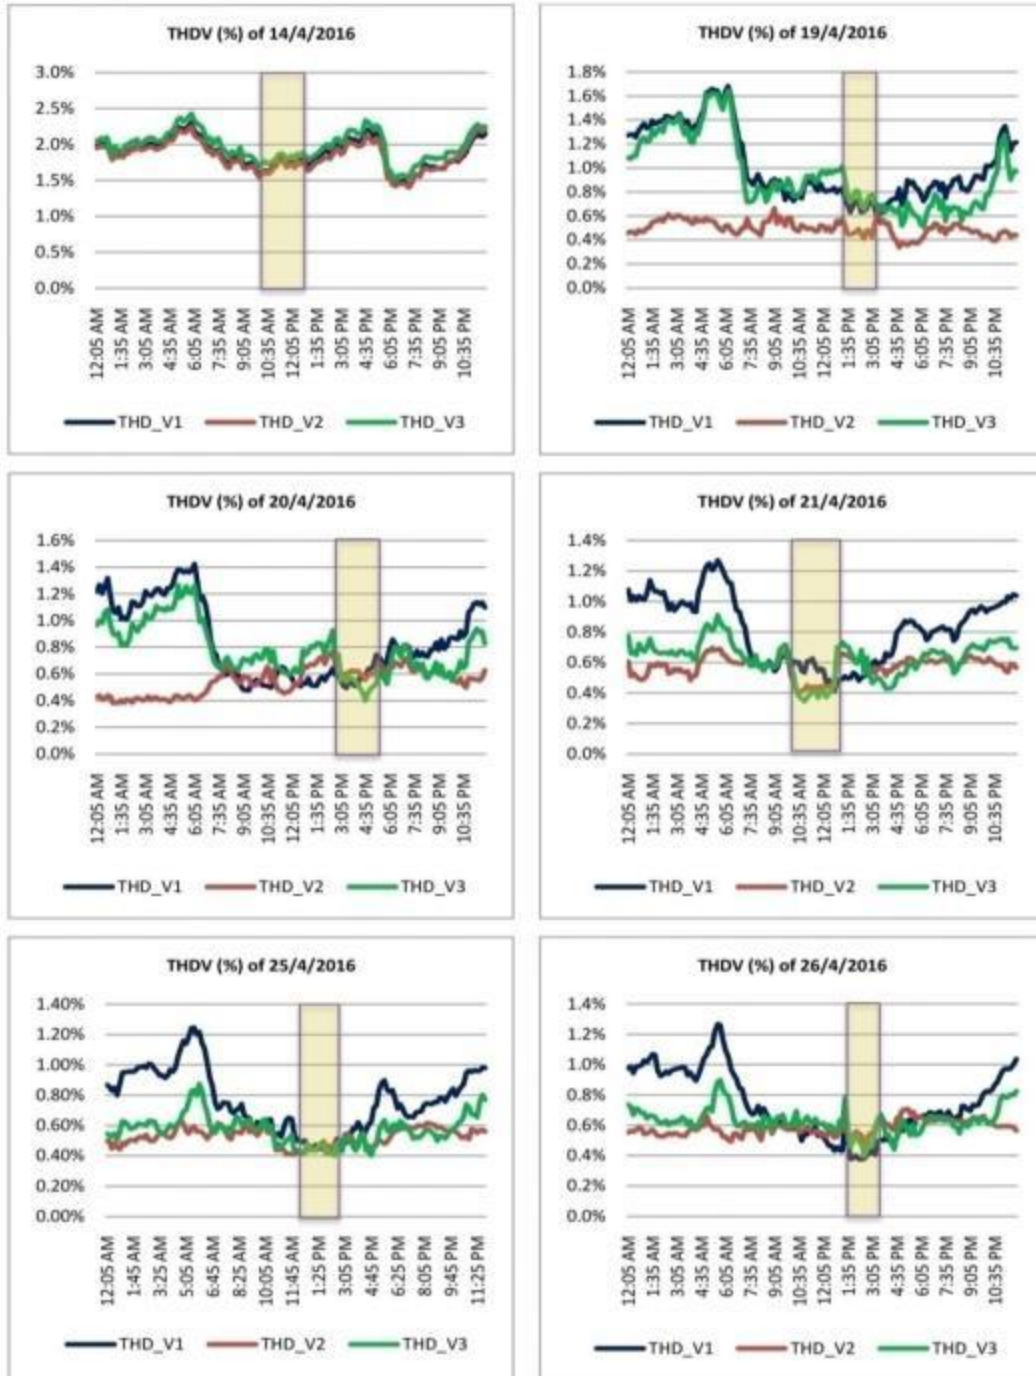 THDV (%) of 14/4/2016
3.0%
2.5%
2.0%
1.5%
1.0%
0.5%
0.0%
12:05 AM
1:35 AM
3:05 AM
4:35 AM
6:05 AM
7:35 AM
9:05 AM
10:35 AM
12:05 PM
1:35 PM
3:05 PM
4:35 PM
6:05 PM
7:35 PM
9:05 PM
10:35 PM
THD_V1 THD_V2 THD_V3
THDV (%) of 19/4/2016
1.8%
1.6%
1.4%
1.2%
1.0%
0.8%
0.6%
0.4%
0.2%
0.0%
12:05 AM
1:35 AM
3:05 AM
4:35 AM
6:05 AM
7:35 AM
9:05 AM
10:35 AM
12:05 PM
1:35 PM
3:05 PM
4:35 PM
6:05 PM
7:35 PM
9:05 PM
10:35 PM
THD_V1 THD_V2 THD_V3
THDV (%) of 20/4/2016
1.6%
1.4%
1.2%
1.0%
0.8%
0.6%
0.4%
0.2%
0.0%
12:05 AM
1:35 AM
3:05 AM
4:35 AM
6:05 AM
7:35 AM
9:05 AM
10:35 AM
12:05 PM
1:35 PM
3:05 PM
4:35 PM
6:05 PM
7:35 PM
9:05 PM
10:35 PM
THD_V1 THD_V2 THD_V3
THDV (%) of 21/4/2016
1.4%
1.2%
1.0%
0.8%
0.6%
0.4%
0.2%
0.0%
12:05 AM
1:35 AM
3:05 AM
4:35 AM
6:05 AM
7:35 AM
9:05 AM
10:35 AM
12:05 PM
1:35 PM
3:05 PM
4:35 PM
6:05 PM
7:35 PM
9:05 PM
10:35 PM
THD_V1 THD_V2 THD_V3
THDV (%) of 25/4/2016
1.40%
1.20%
1.00%
0.80%
0.60%
0.40%
0.20%
0.00%
12:05 AM
1:45 AM
3:25 AM
5:05 AM
6:45 AM
8:25 AM
10:05 AM
11:45 AM
1:25 PM
3:05 PM
4:45 PM
6:25 PM
8:05 PM
9:45 PM
11:25 PM
THD_V1 THD_V2 THD_V3
THDV (%) of 26/4/2016
1.4%
1.2%
1.0%
0.8%
0.6%
0.4%
0.2%
0.0%
12:05 AM
1:35 AM
3:05 AM
4:35 AM
6:05 AM
7:35 AM
9:05 AM
10:35 AM
12:05 PM
1:35 PM
3:05 PM
4:35 PM
6:05 PM
7:35 PM
9:05 PM
10:35 PM
THD_V1 THD_V2 THD_V3